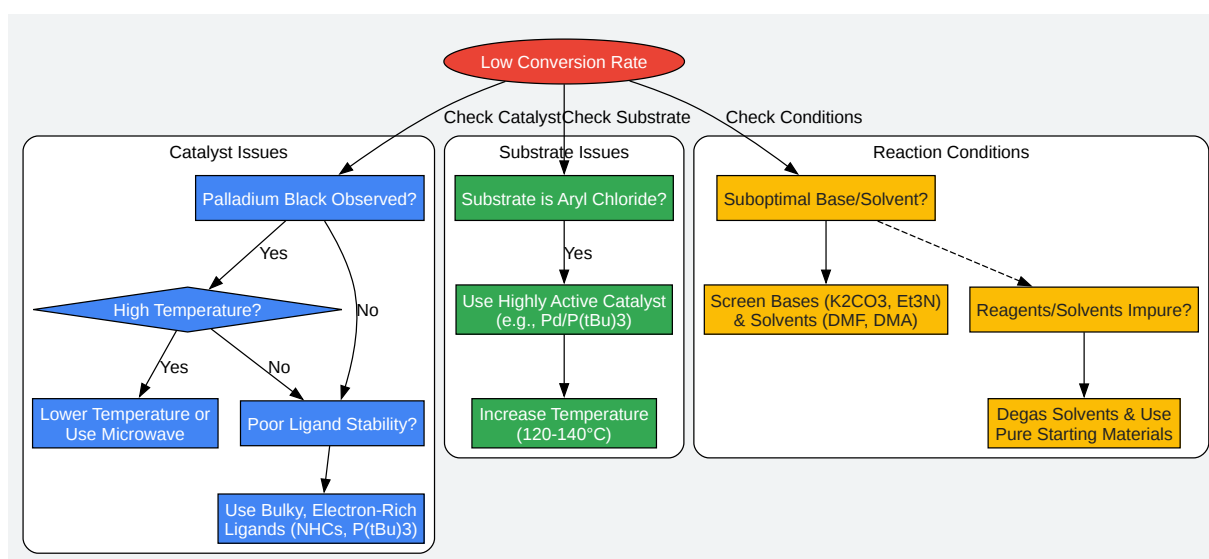 Low Conversion Rate
Check Catalyst
Check Substrate
Check Conditions
Catalyst Issues
Substrate Issues
Reaction Conditions
Palladium Black Observed?
Substrate is Aryl Chloride?
Suboptimal Base/Solvent?
Yes
Yes
High Temperature?
No
Use Highly Active Catalyst
(e.g., Pd/P(tBu)3)
Screen Bases (K2CO3, Et3N)
& Solvents (DMF, DMA)
Reagents/Solvents Impure?
Yes
No
Lower Temperature or
Use Microwave
Poor Ligand Stability?
Increase Temperature
(120-140°C)
Degas Solvents & Use
Pure Starting Materials
Use Bulky, Electron-Rich
Ligands (NHCs, P(tBu)3)